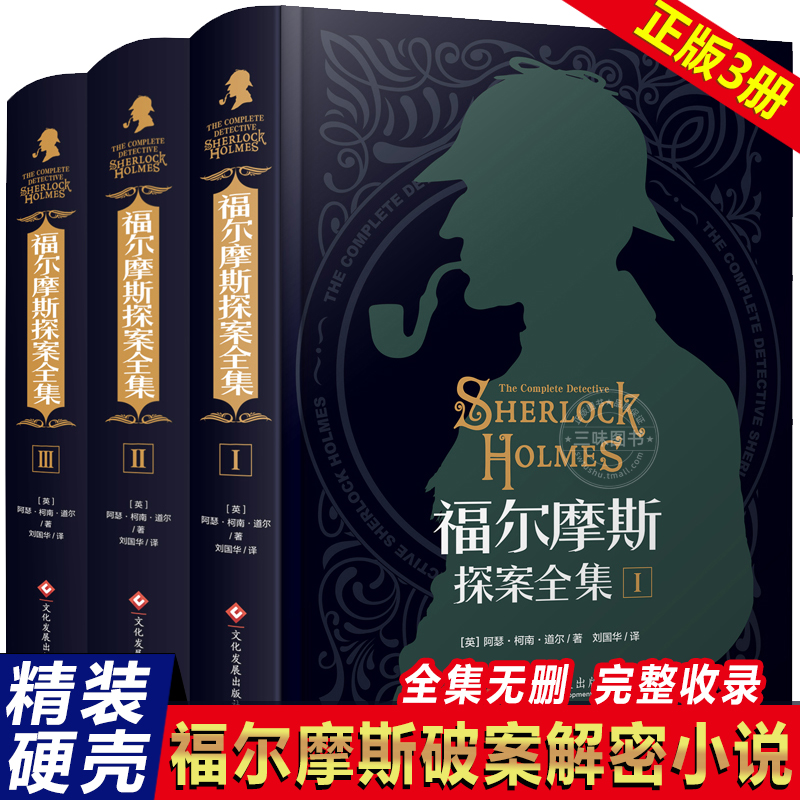 正版3册
THE COMPLETE
DETECTIVE
SHERLOCK
HOLMES
福尔摩斯探案全集
III
[英]
阿瑟·柯南·道尔
/著
刘国华/译
文化发展出
THE COMPLETE
DETECTIVE
SHERLOCK
HOLMES
福尔摩斯探案全集
II
[英]
阿瑟·柯南·道尔
/著
刘国华/译
文化发展出版
THE COMPLETE
DETECTIVE
SHERLOCK
HOLMES
福尔摩斯探案全集
I
[英]
阿瑟·柯南·道尔
/著
刘国华/译
文化发展出版社
THE COMPLETE DETECTIVE SHERLOCK HOLMES
The Complete Detective
SHERLOCK
HOLMES
三味图书
福尔摩斯
探案全集 I
[英] 阿瑟·柯南·道尔/著 刘国华/译
精装
硬壳
全集无删 完整收录
福尔摩斯破案解密小说